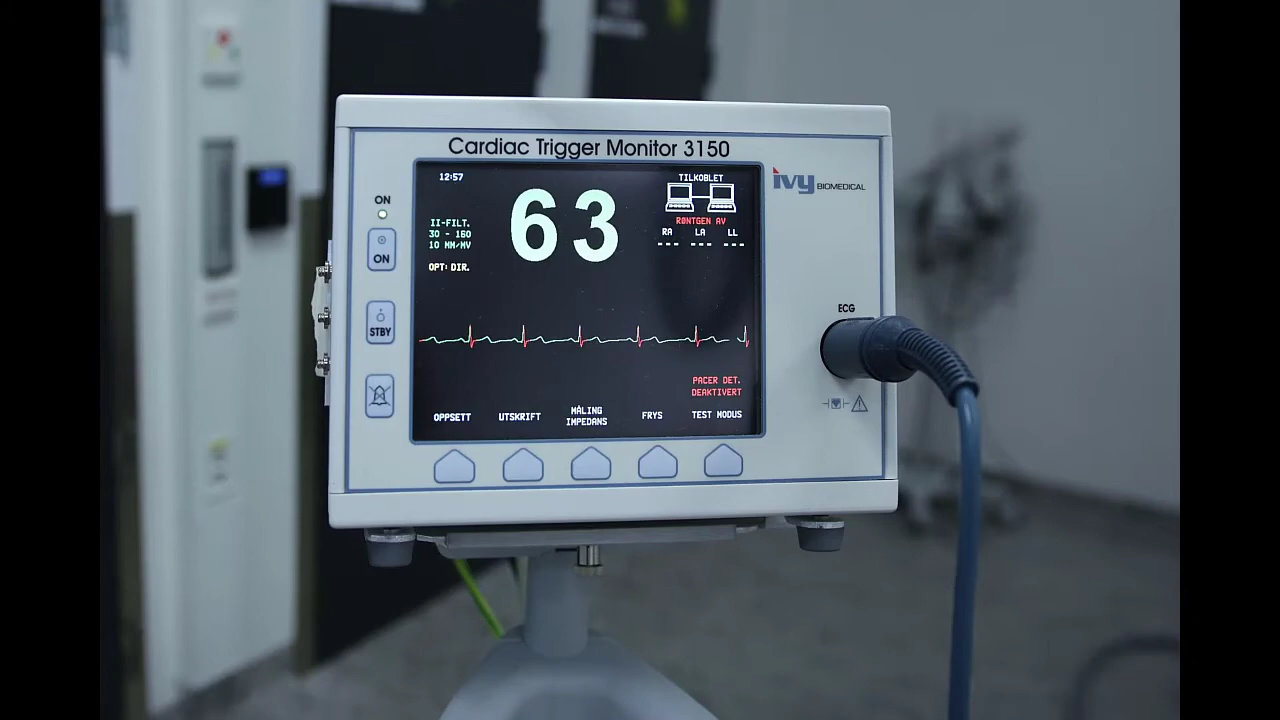 Cardiac Trigger Monitor 3150
ivy BIOMEDICAL
12:57
63
TILKOBLET
RØNTGEN AV
RA LA LL
--- --- ---
II-FILT.
30 - 160
10 MM/MV
OPT: DIR.
ON
ON
STBY
ECG
PACER DET.
DEAKTIVERT
OPPSETT
UTSKRIFT
MÅLING
IMPEDANS
FRYS
TEST MODUS